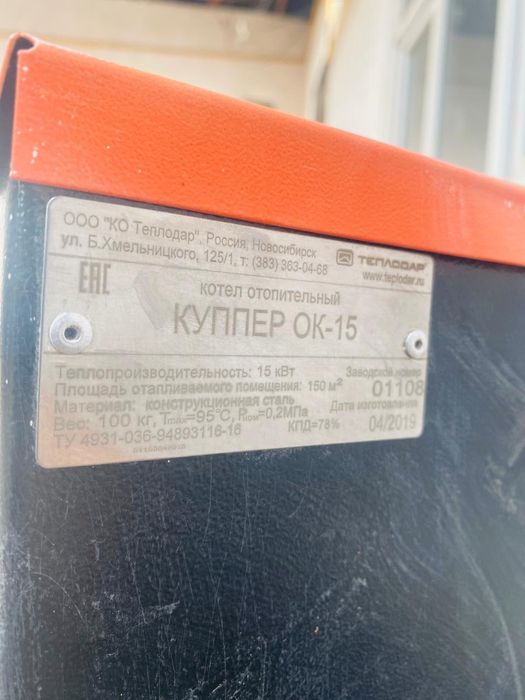 ООО "КО Теплодар", Россия, Новосибирск
ул. Б.Хмельницкого, 125/1, т: (383) 363-04-68
ТЕПЛОДАР®
www.teplodar.ru
ЕАС
котел отопительный
КУППЕР ОК-15
Теплопроизводительность: 15 кВт
Заводской номер
Площадь отапливаемого помещения: 150 м²
01108
Материал: конструкционная сталь
Дата изготовления
Вес: 100 кг, Tmax=95°C, Pном=0,2МПа
КПД=78%
04/2019
ТУ 4931-036-94893116-16